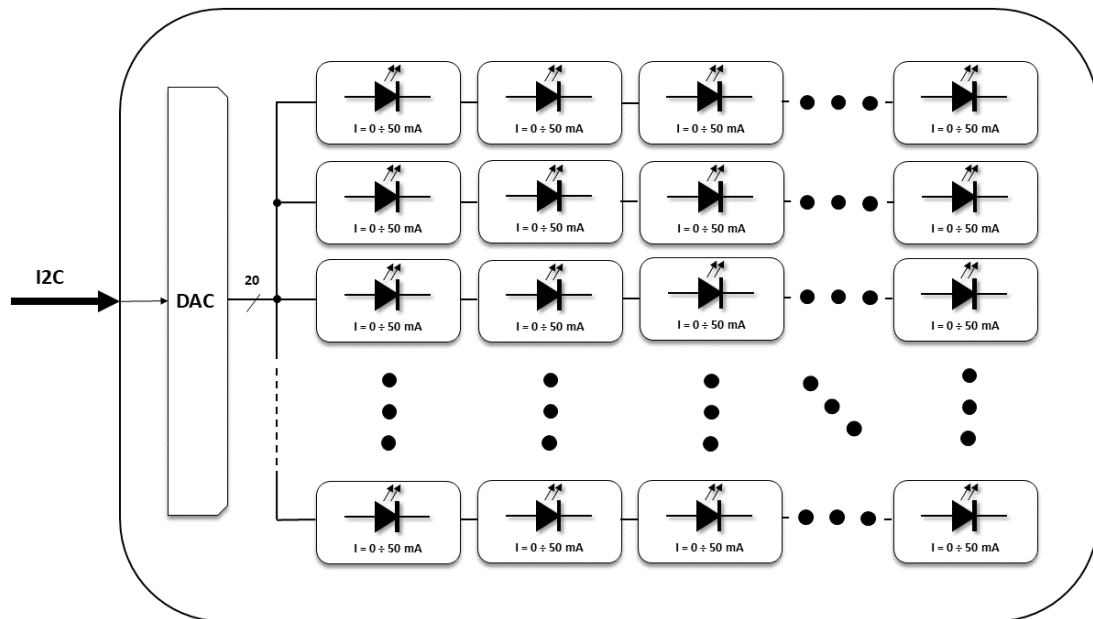 I = 0 ÷ 50 mA
I = 0 ÷ 50 mA
I = 0 ÷ 50 mA
I = 0 ÷ 50 mA
I = 0 ÷ 50 mA
I = 0 ÷ 50 mA
I = 0 ÷ 50 mA
I = 0 ÷ 50 mA
I2C
DAC
20
I = 0 ÷ 50 mA
I = 0 ÷ 50 mA
I = 0 ÷ 50 mA
I = 0 ÷ 50 mA
I = 0 ÷ 50 mA
I = 0 ÷ 50 mA
I = 0 ÷ 50 mA
I = 0 ÷ 50 mA